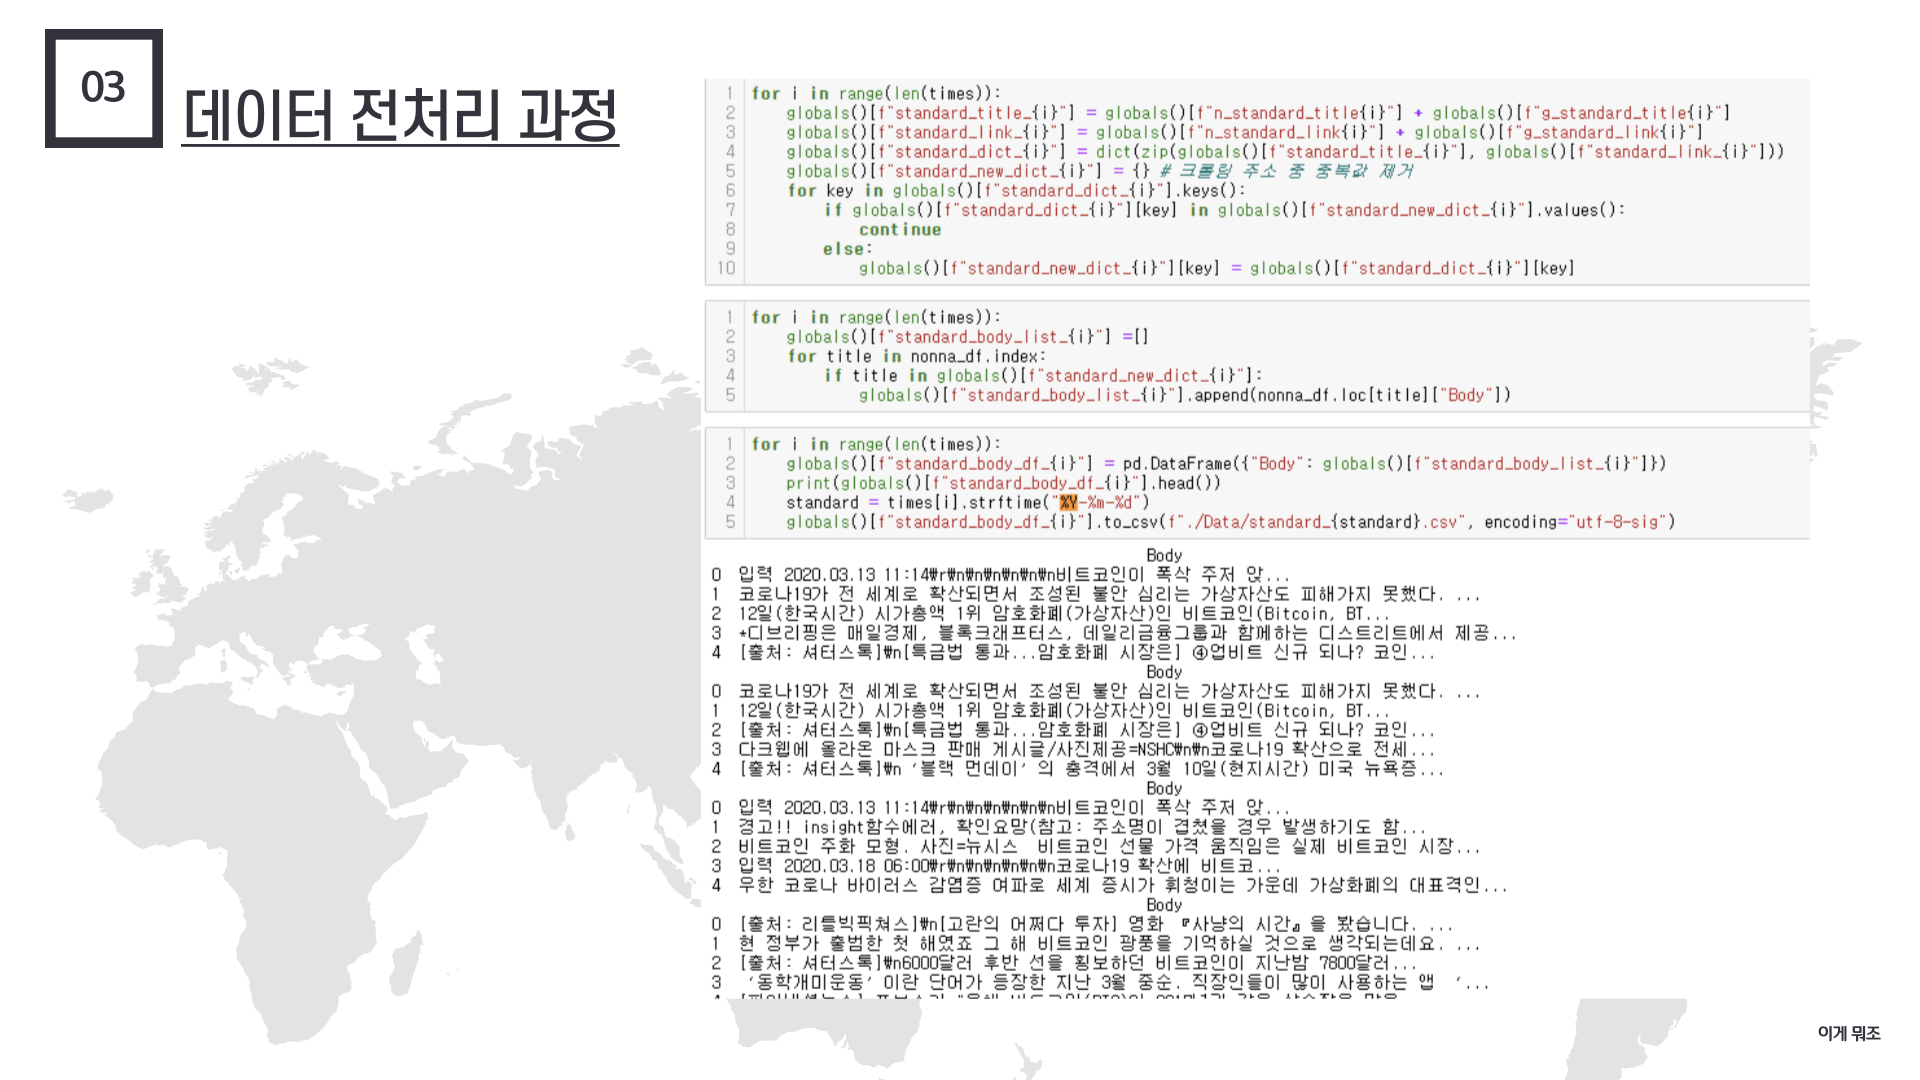 03
데이터 전처리 과정
1 for i in range(len(times)):
2 globals()[f"standard_title_{i}"] = globals()[f"n_standard_title{i}"] + globals()[f"g_standard_title{i}"]
3 globals()[f"standard_link_{i}"] = globals()[f"n_standard_link{i}"] + globals()[f"g_standard_link{i}"]
4 globals()[f"standard_dict_{i}"] = dict(zip(globals()[f"standard_title_{i}"], globals()[f"standard_link_{i}"]))
5 globals()[f"standard_new_dict_{i}"] = {} # 크롤링 주소 중 중복값 제거
6 for key in globals()[f"standard_dict_{i}"].keys():
7 if globals()[f"standard_dict_{i}"][key] in globals()[f"standard_new_dict_{i}"].values():
8 continue
9 else:
10 globals()[f"standard_new_dict_{i}"][key] = globals()[f"standard_dict_{i}"][key]
1 for i in range(len(times)):
2 globals()[f"standard_body_list_{i}"] =[]
3 for title in nonna_df.index:
4 if title in globals()[f"standard_new_dict_{i}"]:
5 globals()[f"standard_body_list_{i}"].append(nonna_df.loc[title]["Body"])
1 for i in range(len(times)):
2 globals()[f"standard_body_df_{i}"] = pd.DataFrame({"Body": globals()[f"standard_body_list_{i}"]})
3 print(globals()[f"standard_body_df_{i}"].head())
4 standard = times[i].strftime("%Y-%m-%d")
5 globals()[f"standard_body_df_{i}"].to_csv(f"./Data/standard_{standard}.csv", encoding="utf-8-sig")
Body
0 입력 2020.03.13 11:14₩r₩n₩n₩n₩n₩n비트코인이 폭삭 주저 앉...
1 코로나19가 전 세계로 확산되면서 조성된 불안 심리는 가상자산도 피해가지 못했다. ...
2 12일(한국시간) 시가총액 1위 암호화폐(가상자산)인 비트코인(Bitcoin, BT...
3 *디브리핑은 매일경제, 블록크래프터스, 데일리금융그룹과 함께하는 디스트리트에서 제공...
4 [출처: 셔터스톡]₩n[특금법 통과...암호화폐 시장은] ④업비트 신규 되나? 코인...
Body
0 코로나19가 전 세계로 확산되면서 조성된 불안 심리는 가상자산도 피해가지 못했다. ...
1 12일(한국시간) 시가총액 1위 암호화폐(가상자산)인 비트코인(Bitcoin, BT...
2 [출처: 셔터스톡]₩n[특금법 통과...암호화폐 시장은] ④업비트 신규 되나? 코인...
3 다크웹에 올라온 마스크 판매 게시글/사진제공=NSHC₩n₩n코로나19 확산으로 전세...
4 [출처: 셔터스톡]₩n '블랙 먼데이' 의 충격에서 3월 10일(현지시간) 미국 뉴욕증...
Body
0 입력 2020.03.13 11:14₩r₩n₩n₩n₩n₩n비트코인이 폭삭 주저 앉...
1 경고!! insight함수에러, 확인요망(참고: 주소명이 겹쳤을 경우 발생하기도 함...
2 비트코인 주화 모형. 사진=뉴시스 비트코인 선물 가격 움직임은 실제 비트코인 시장...
3 입력 2020.03.18 06:00₩r₩n₩n₩n₩n₩n코로나19 확산에 비트코...
4 우한 코로나 바이러스 감염증 여파로 세계 증시가 휘청이는 가운데 가상화폐의 대표격인...
Body
0 [출처: 리틀빅픽쳐스]₩n[고란의 어쩌다 투자] 영화 『사냥의 시간』을 봤습니다. ...
1 현 정부가 출범한 첫 해였죠 그 해 비트코인 광풍을 기억하실 것으로 생각되는데요. ...
2 [출처: 셔터스톡]₩n6000달러 후반 선을 횡보하던 비트코인이 지난밤 7800달러...
3 '동학개미운동' 이란 단어가 등장한 지난 3월 중순. 직장인들이 많이 사용하는 앱 '...
이게 뭐조